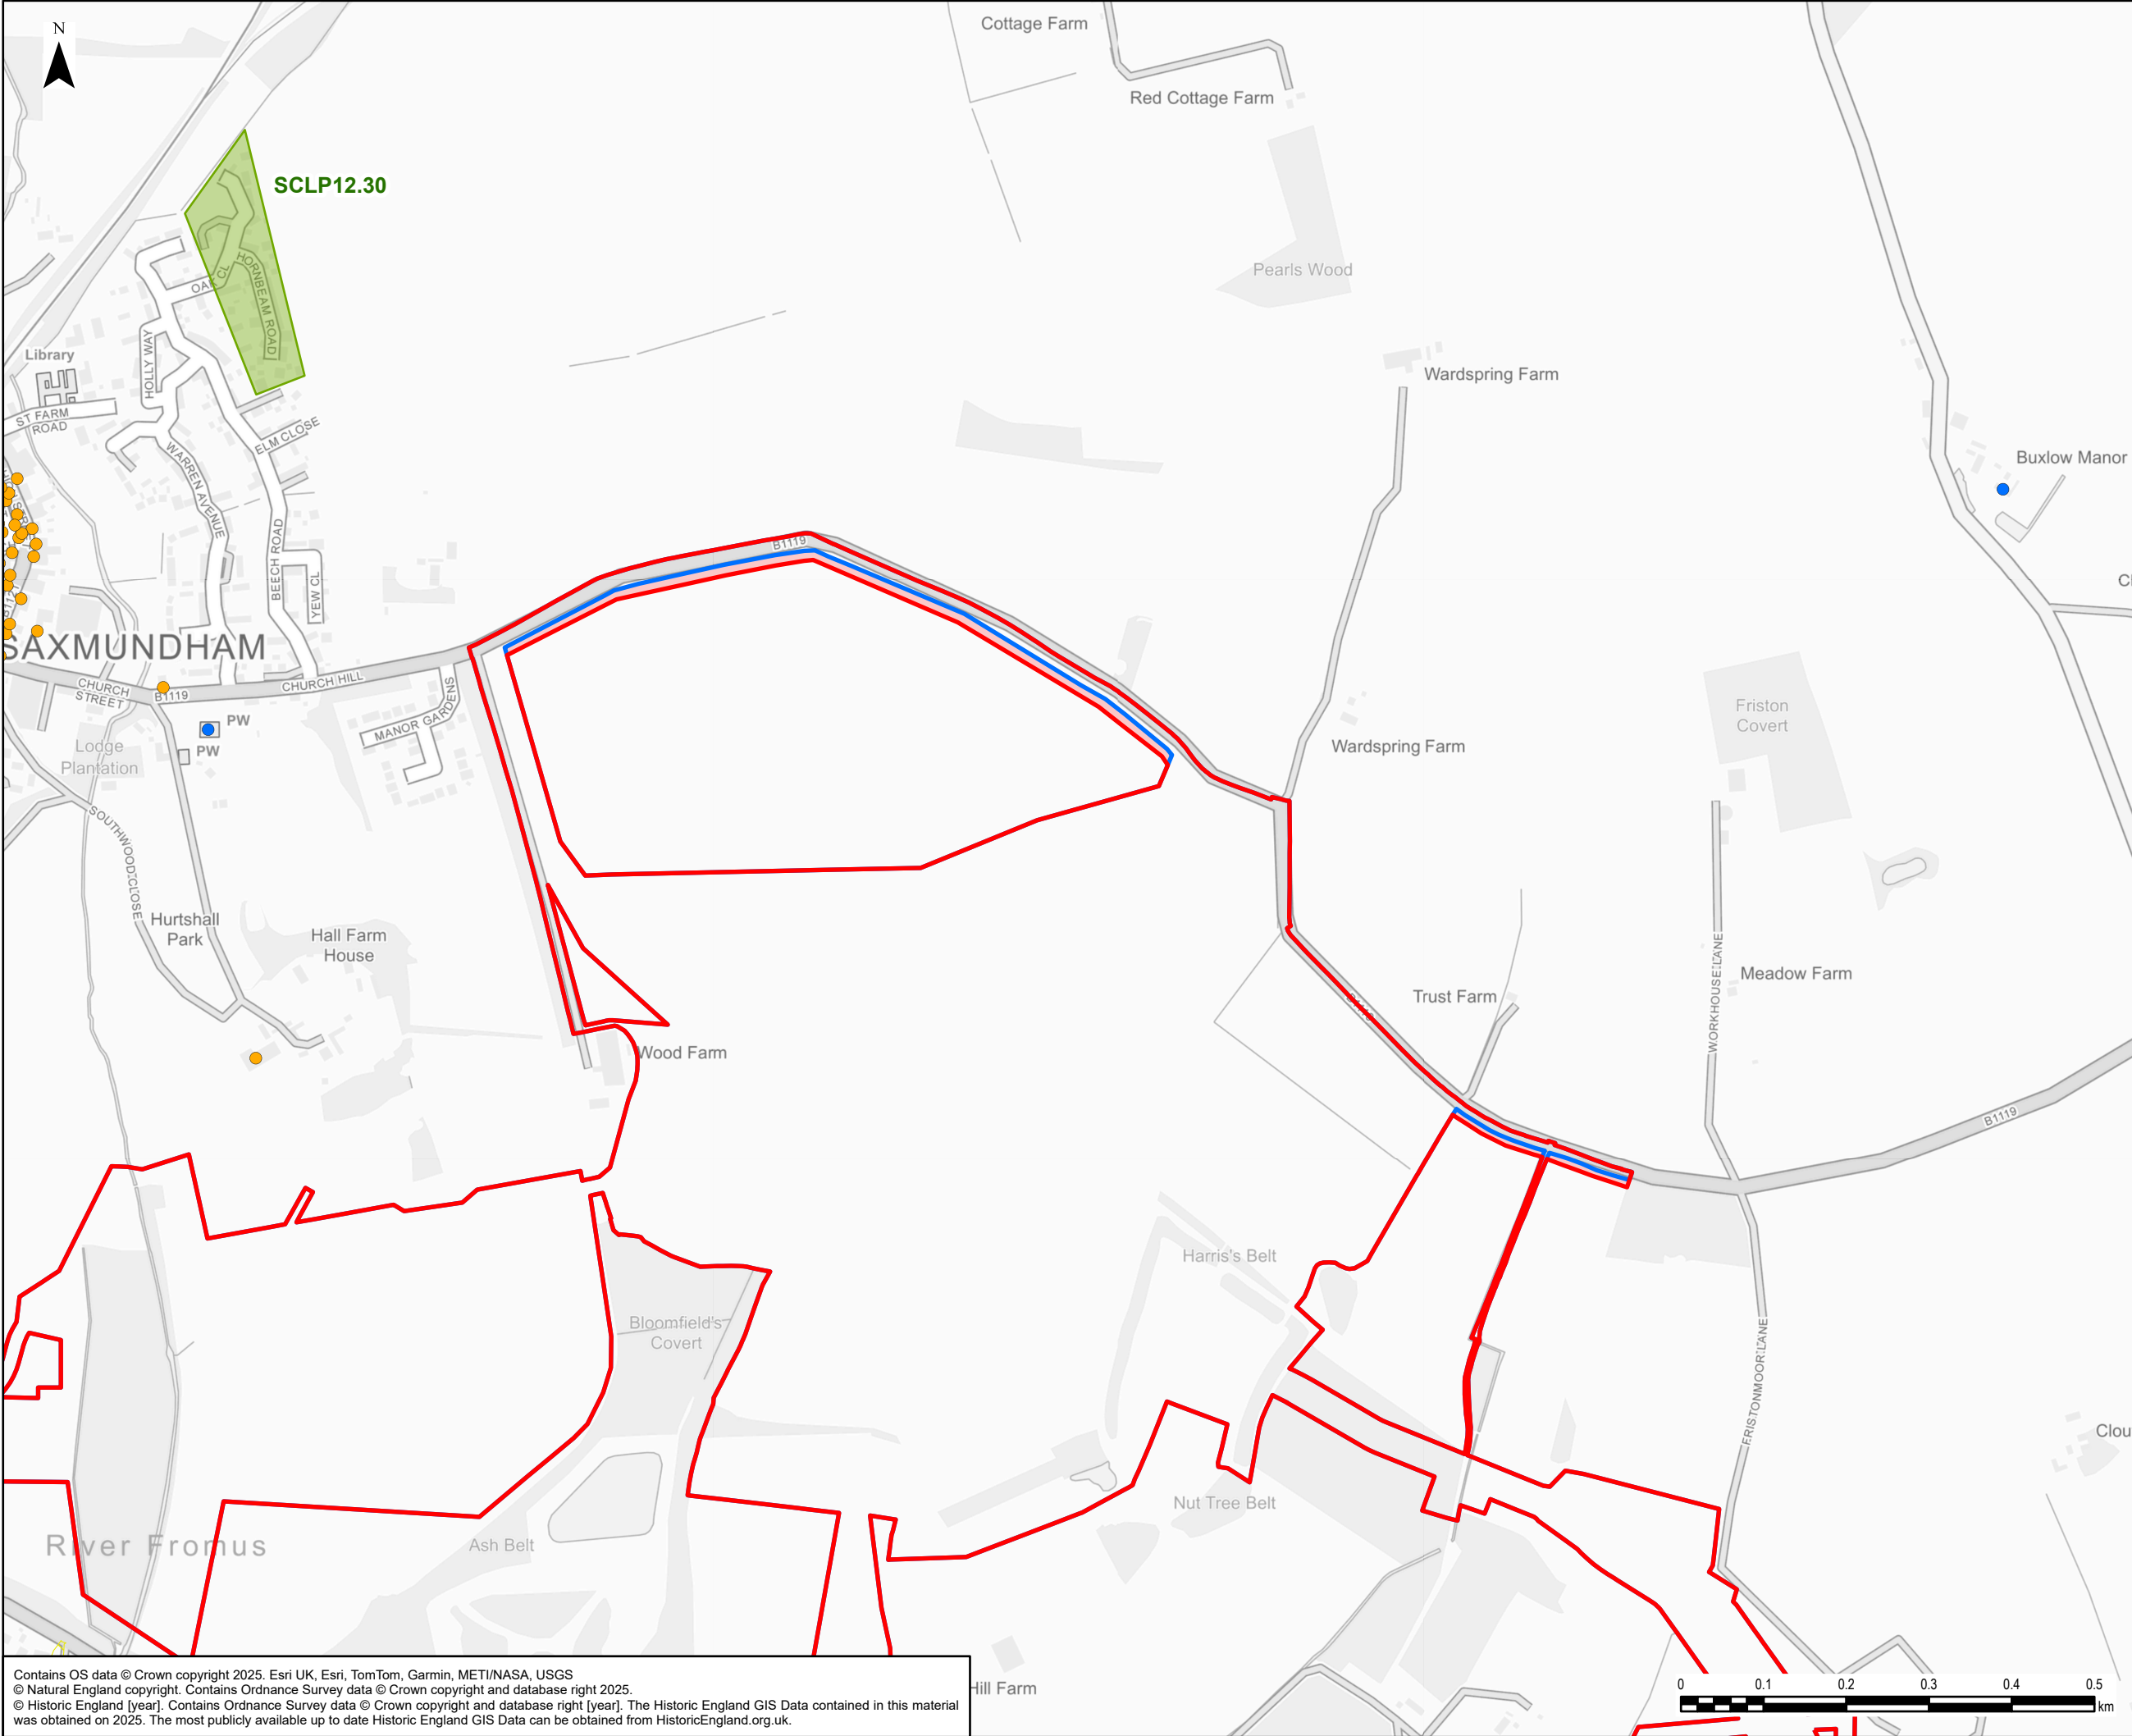 N
Cottage Farm
Red Cottage Farm
SCLP12.30
Pearls Wood
OAK CL
HORNBEAM ROAD
HOLLY WAY
Library
ST FARM
ROAD
Wardspring Farm
ELM CLOSE
WARREN AVENUE
Buxlow Manor
BEECH ROAD
YEW CL
B1119
SAXMUNDHAM
CHURCH HILL
CHURCH
STREET
B1119
MANOR GARDENS
PW
PW
Lodge
Plantation
Friston
Covert
Wardspring Farm
SOUTHWOOD CLOSE
Hurtshall
Park
Hall Farm
House
WORKHOUSE LANE
Meadow Farm
Trust Farm
B1119
Wood Farm
B1119
Harris's Belt
Bloomfield's
Covert
FRISTONMOOR LANE
Clou
Nut Tree Belt
River Fromus
Ash Belt
Hill Farm
Contains OS data © Crown copyright 2025. Esri UK, Esri, TomTom, Garmin, METI/NASA, USGS
© Natural England copyright. Contains Ordnance Survey data © Crown copyright and database right 2025.
© Historic England [year]. Contains Ordnance Survey data © Crown copyright and database right [year]. The Historic England GIS Data contained in this material
was obtained on 2025. The most publicly available up to date Historic England GIS Data can be obtained from HistoricEngland.org.uk.
0 0.1 0.2 0.3 0.4 0.5
km